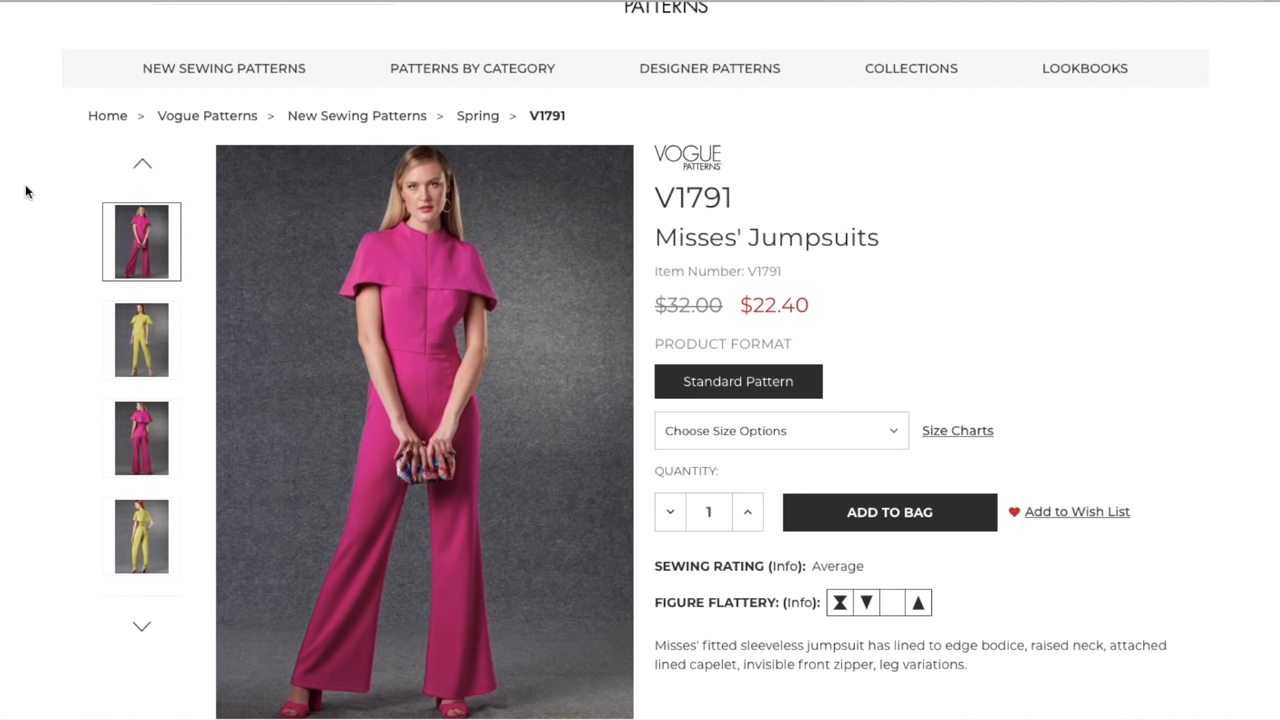 PATTERNS
NEW SEWING PATTERNS PATTERNS BY CATEGORY DESIGNER PATTERNS COLLECTIONS LOOKBOOKS
Home > Vogue Patterns > New Sewing Patterns > Spring > V1791
VOGUE
PATTERNS
V1791
Misses' Jumpsuits
Item Number: V1791
$32.00 $22.40
PRODUCT FORMAT
Standard Pattern
Choose Size Options Size Charts
QUANTITY:
1 ADD TO BAG Add to Wish List
SEWING RATING (Info): Average
FIGURE FLATTERY: (Info):
Misses' fitted sleeveless jumpsuit has lined to edge bodice, raised neck, attached
lined capelet, invisible front zipper, leg variations.